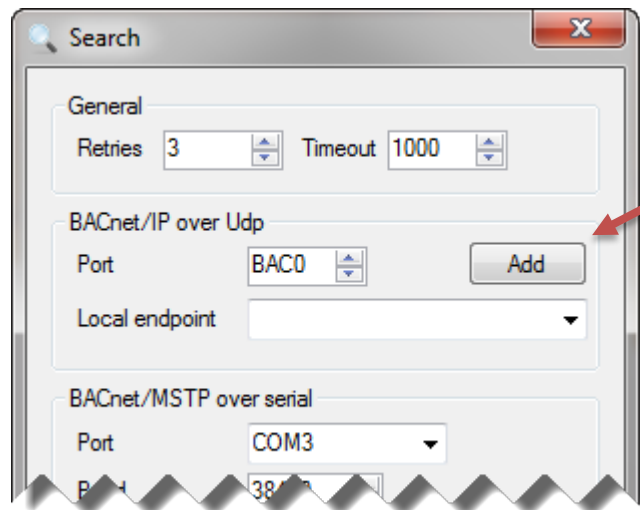 Search
General
Retries 3 Timeout 1000
BACnet/IP over Udp
Port BAC0 Add
Local endpoint
BACnet/MSTP over serial
Port COM3